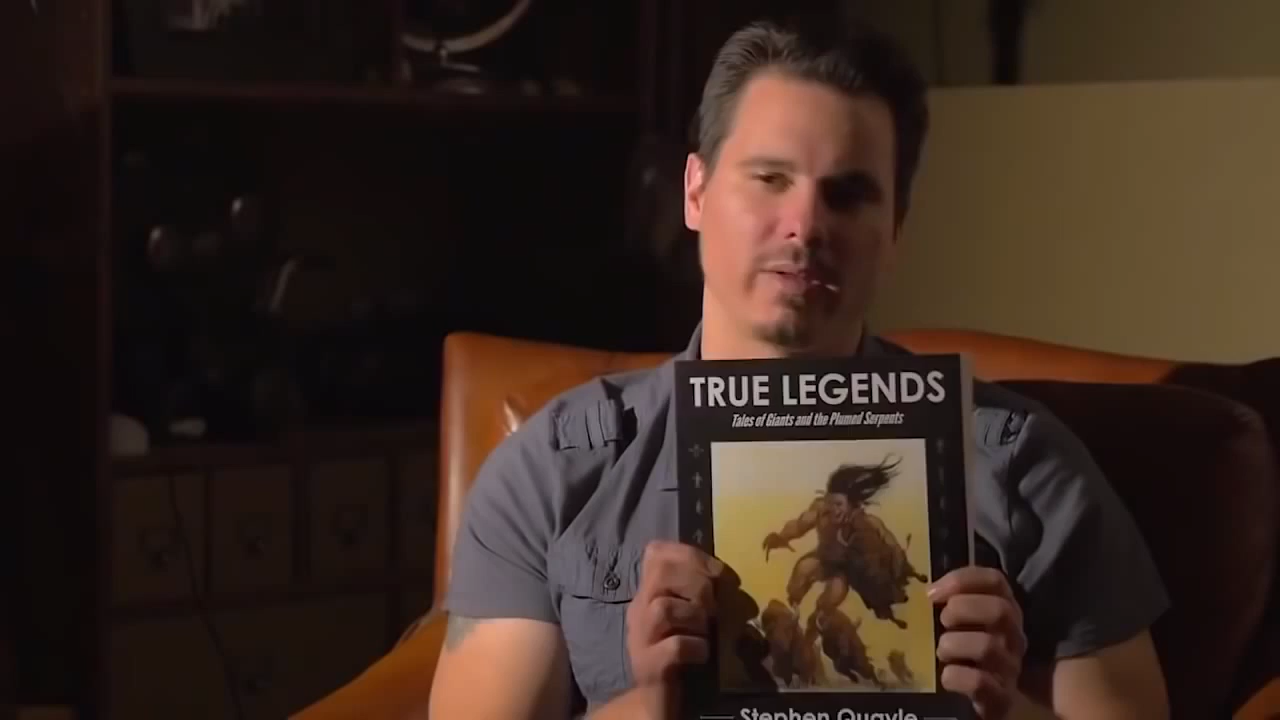 TRUE LEGENDS
Tales of Giants and the Plumed Serpents
Stephen Quayle